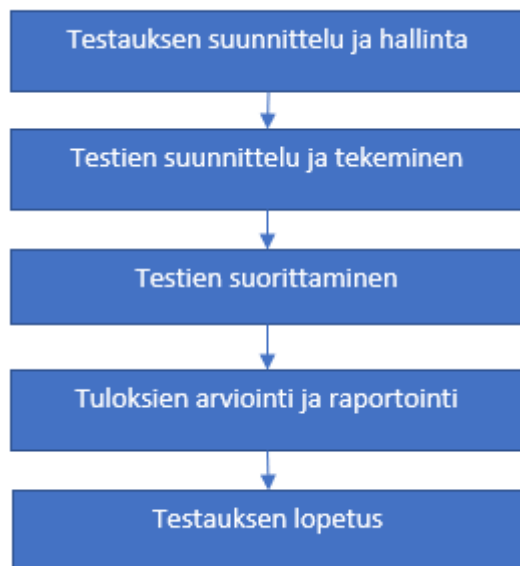 Testauksen suunnittelu ja hallinta
Testien suunnittelu ja tekeminen
Testien suorittaminen
Tuloksien arviointi ja raportointi
Testauksen lopetus